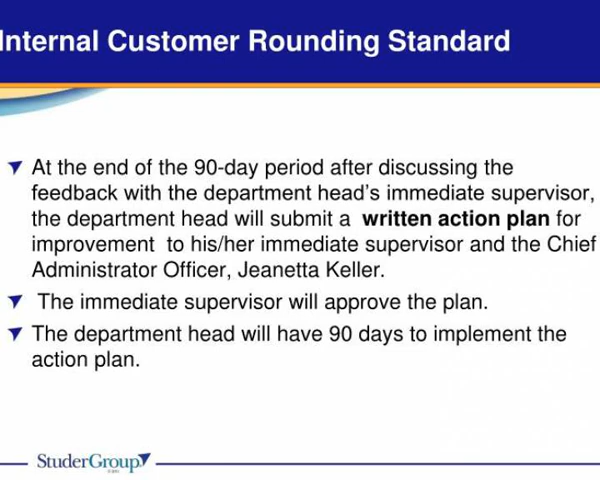 Internal Customer Rounding Standard
At the end of the 90-day period after discussing the
feedback with the department head's immediate supervisor,
the department head will submit a written action plan for
improvement to his/her immediate supervisor and the Chief
Administrator Officer, Jeanetta Keller.
The immediate supervisor will approve the plan.
The department head will have 90 days to implement the
action plan.
StuderGroup